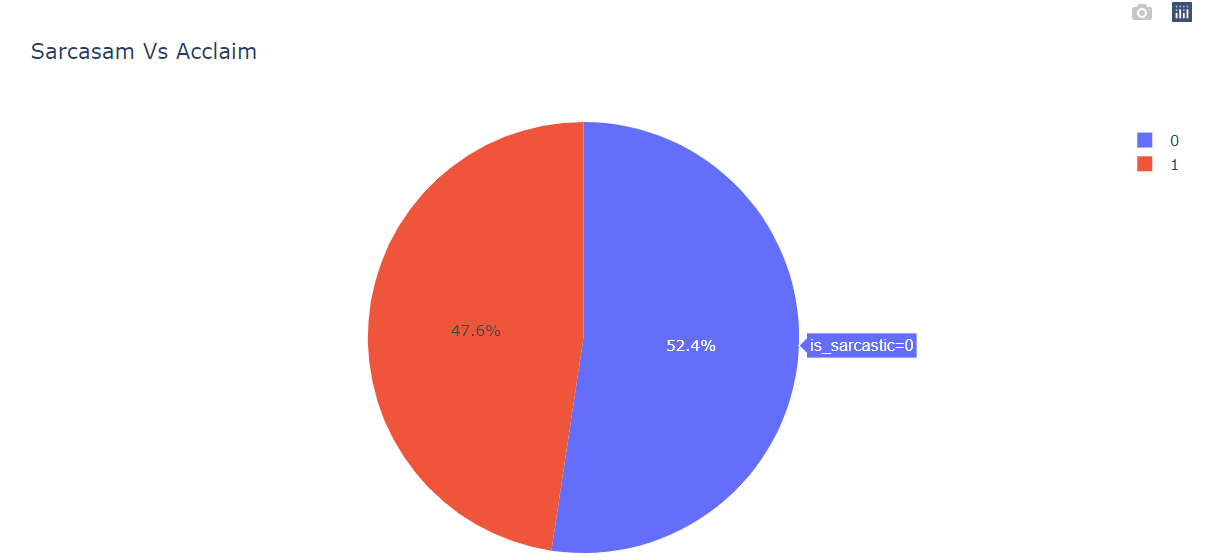 Sarcasam Vs Acclaim
0
1
47.6%
52.4%
is_sarcastic=0